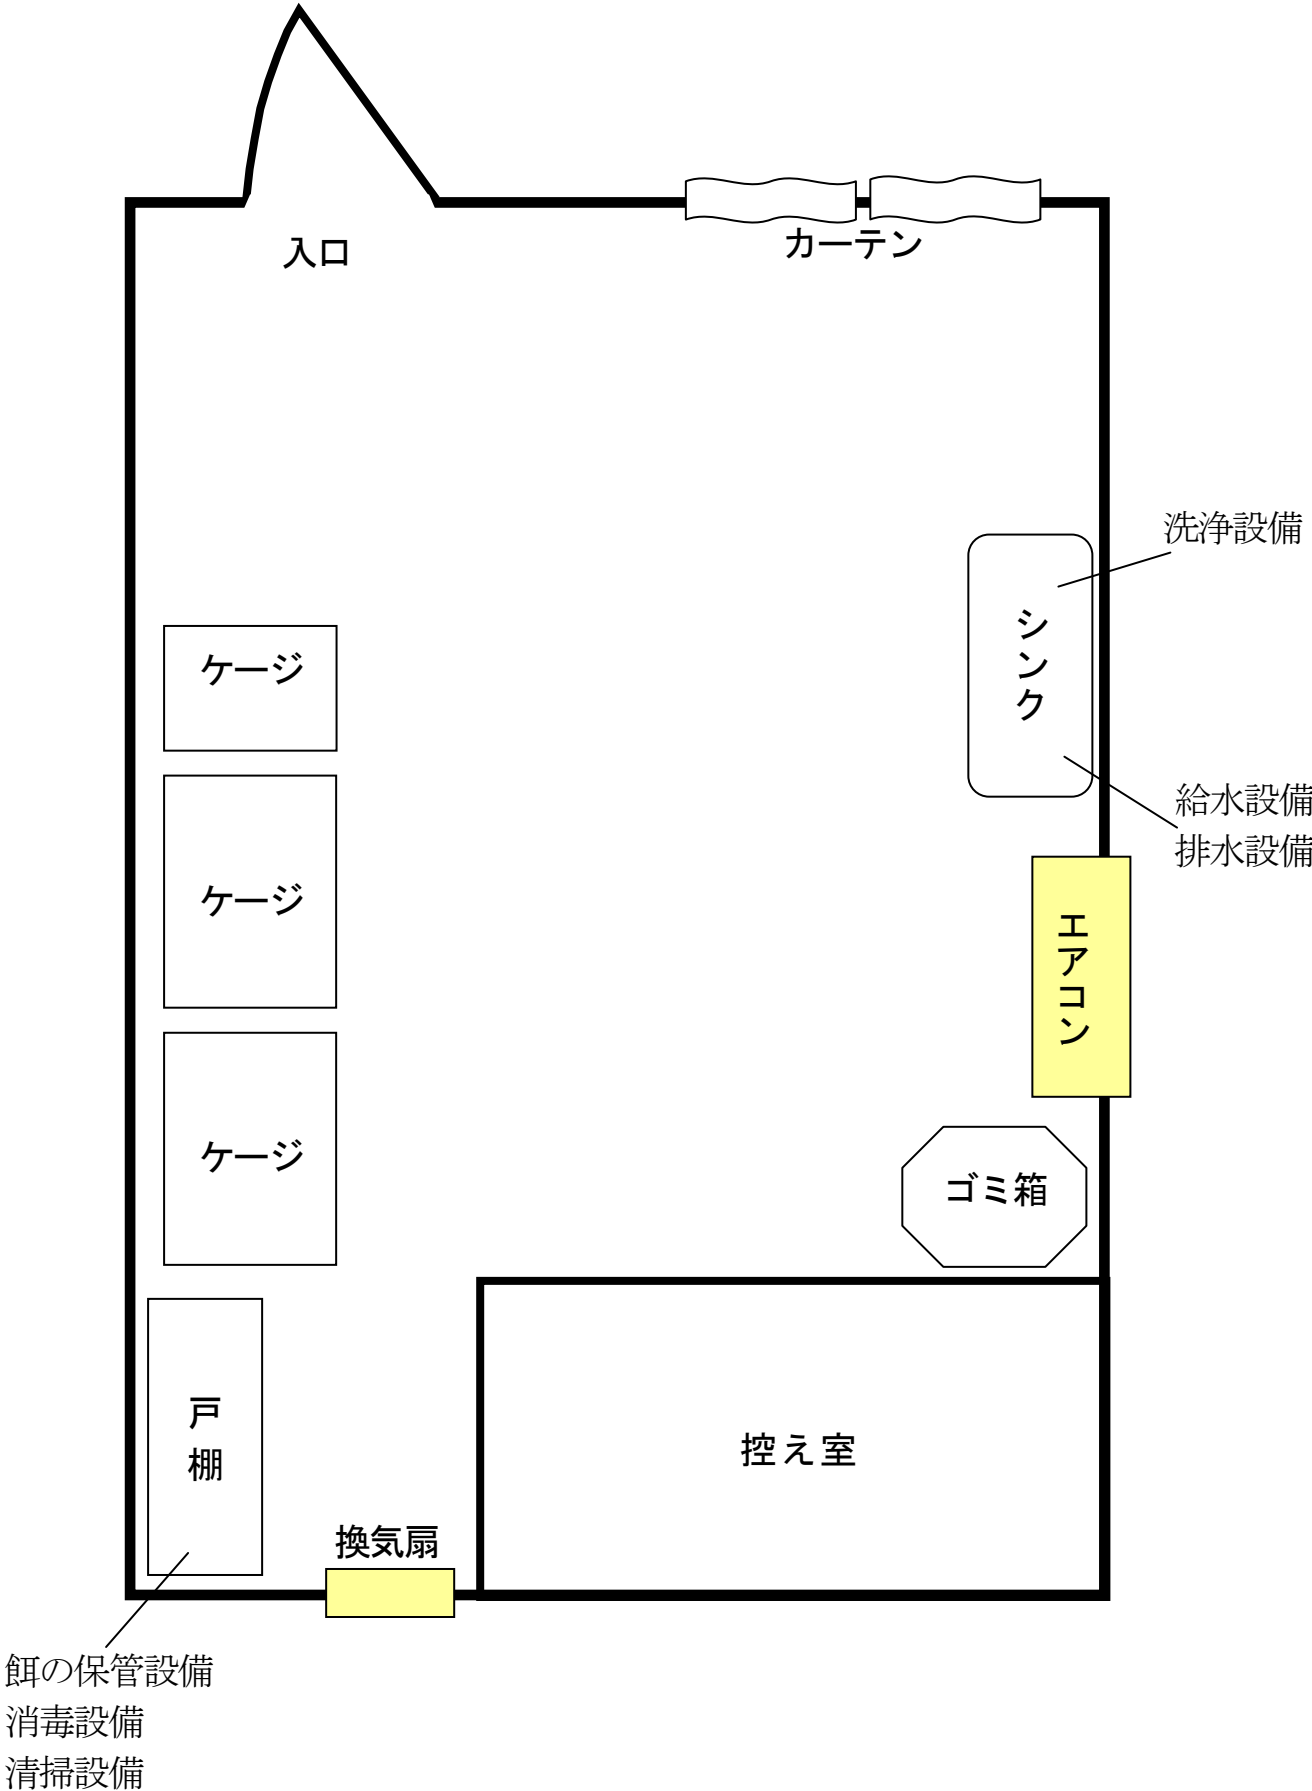 入口
カーテン
洗浄設備
シンク
ケージ
給水設備
排水設備
ケージ
エアコン
ケージ
ゴミ箱
戸棚
控え室
換気扇
餌の保管設備
消毒設備
清掃設備